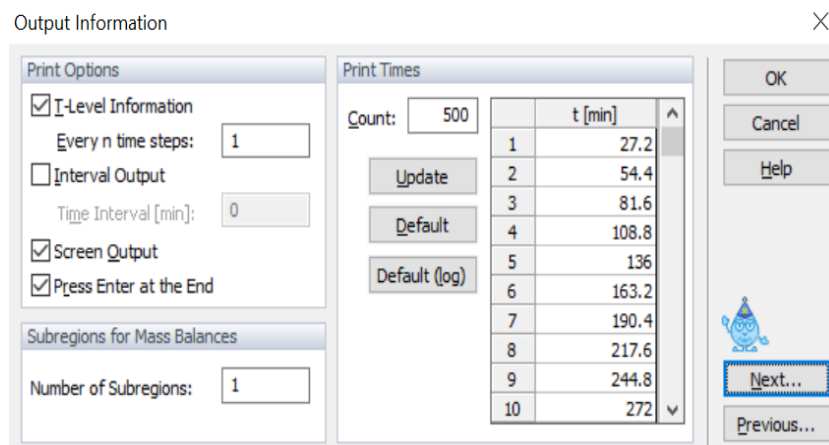 Output Information
Print Options
T-Level Information
Every n time steps: 1
Interval Output
Time Interval [min]: 0
Screen Output
Press Enter at the End
Subregions for Mass Balances
Number of Subregions: 1
Print Times
Count: 500
Update
Default
Default (log)
t [min]
1 27.2
2 54.4
3 81.6
4 108.8
5 136
6 163.2
7 190.4
8 217.6
9 244.8
10 272
OK
Cancel
Help
Next...
Previous...